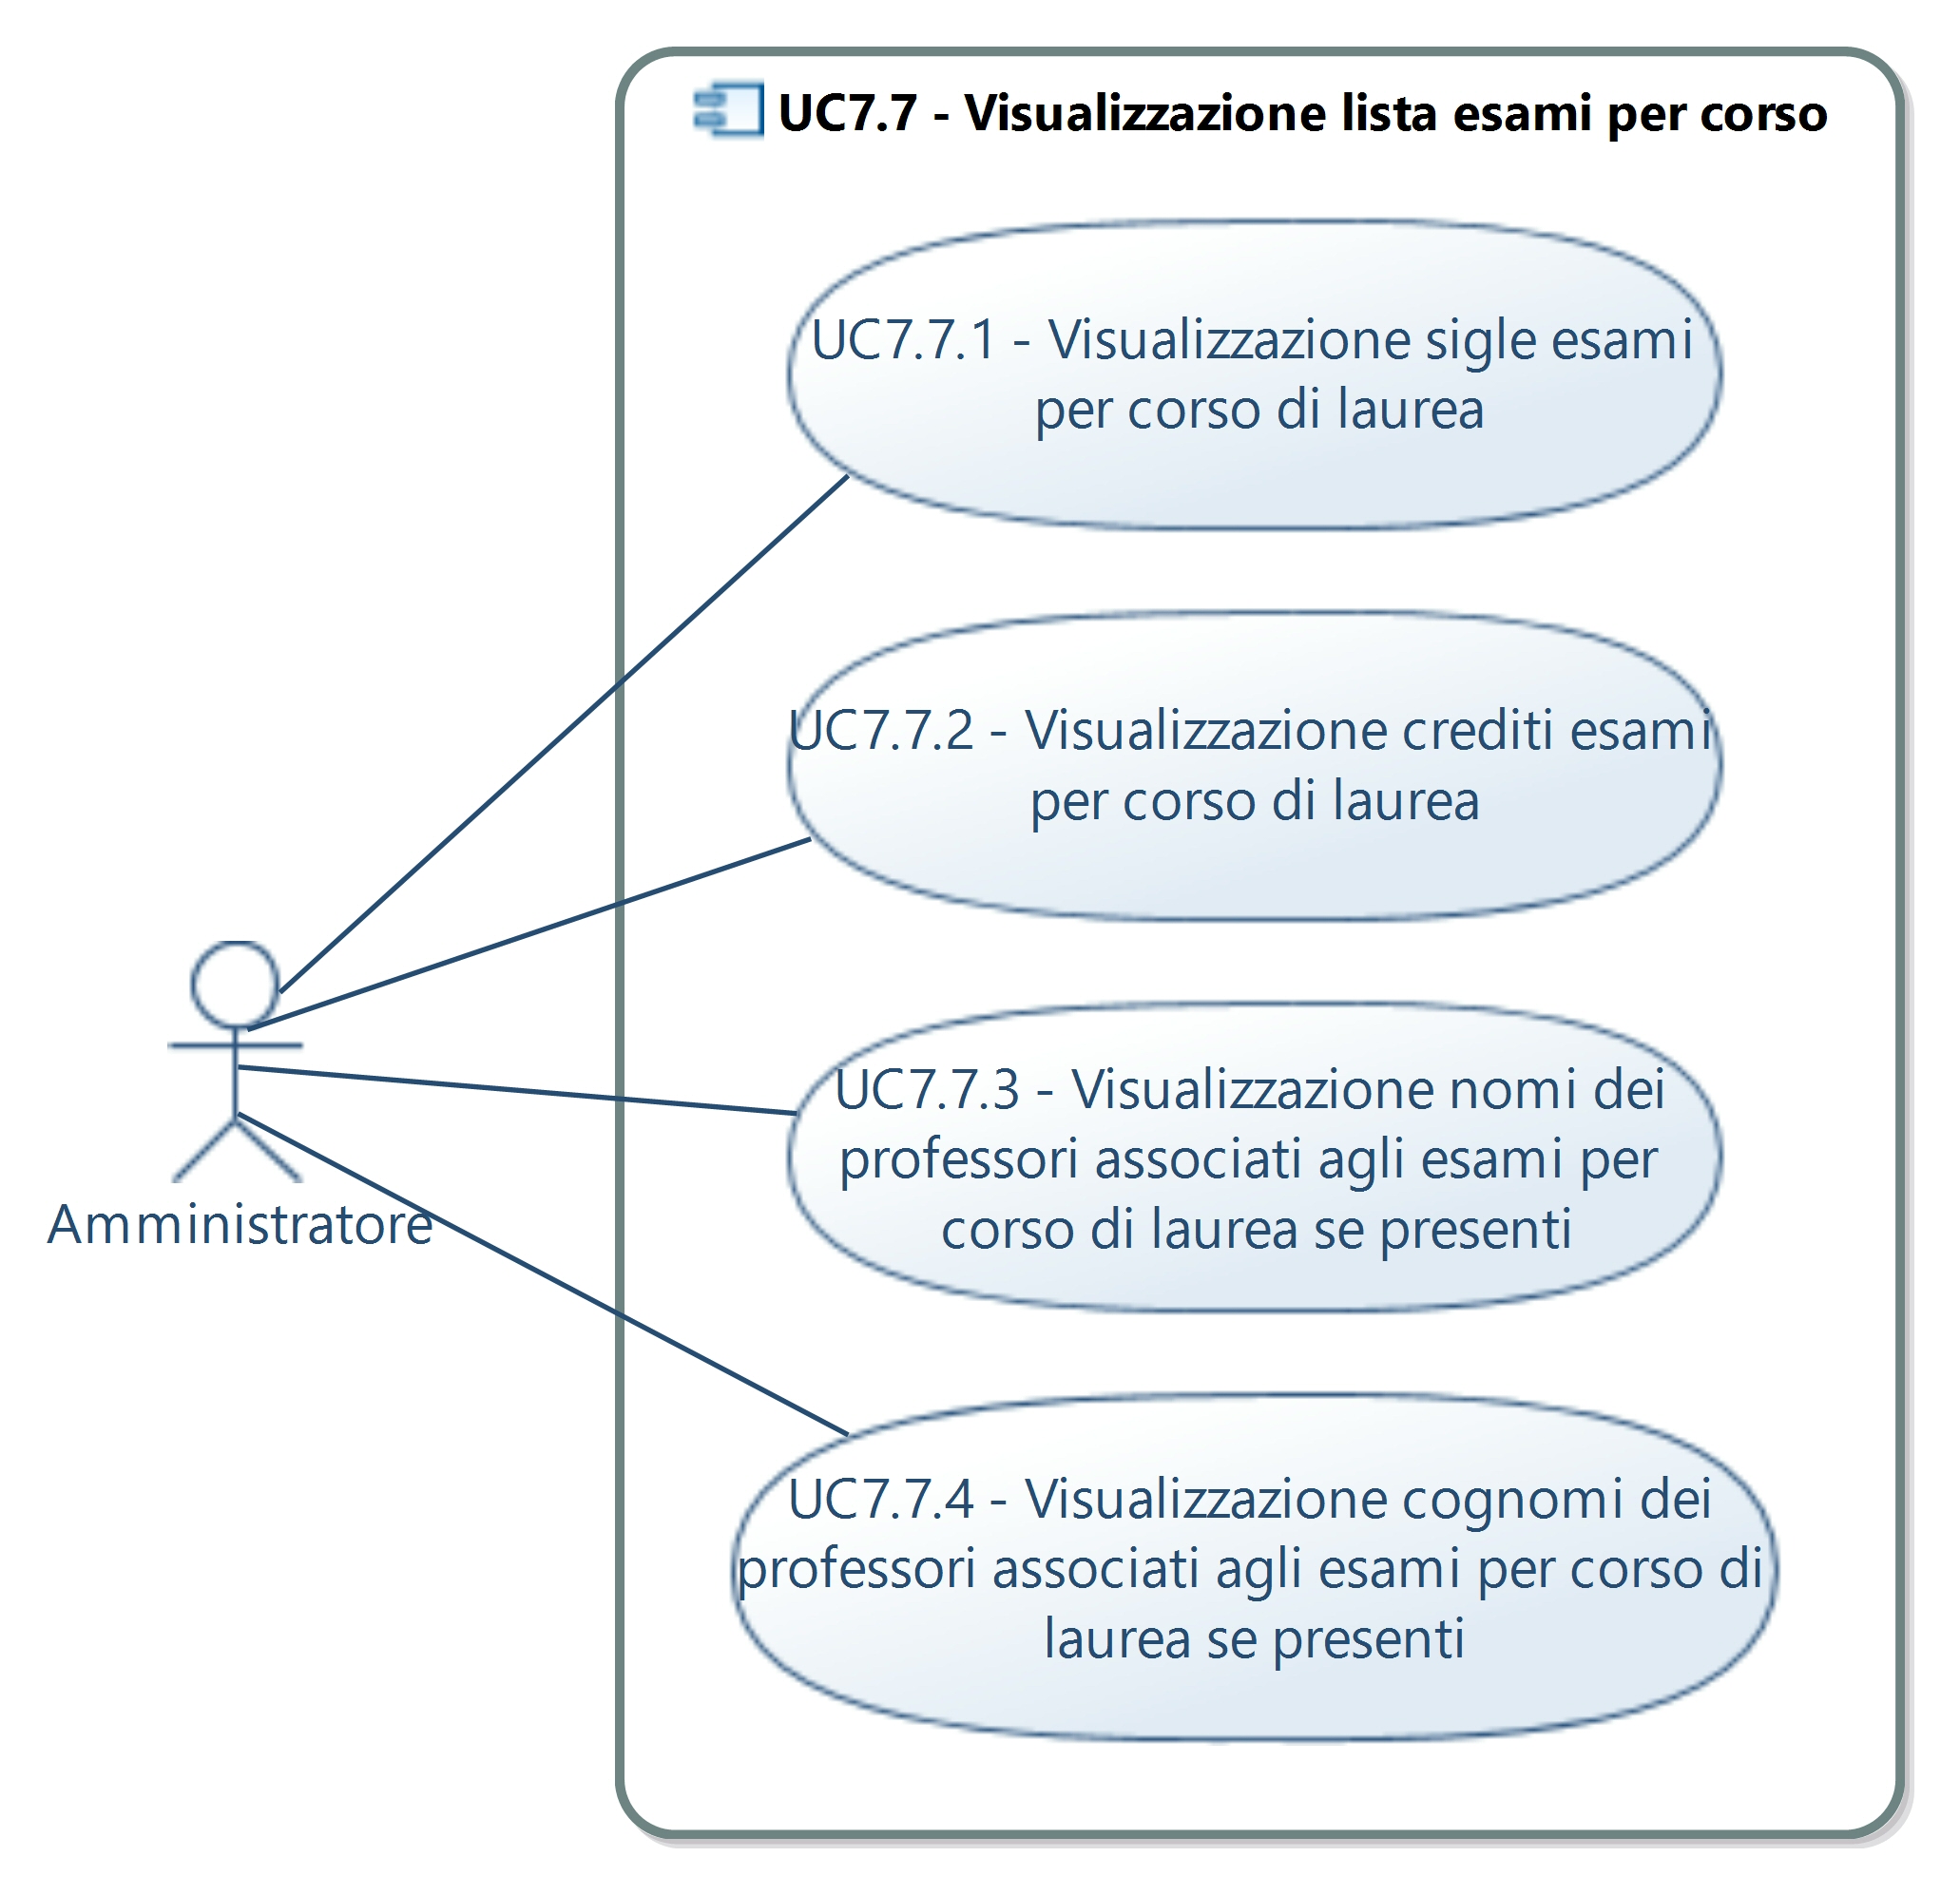 UC7.7 - Visualizzazione lista esami per corso
UC7.7.1 - Visualizzazione sigle esami
per corso di laurea
UC7.7.2 - Visualizzazione crediti esami
per corso di laurea
UC7.7.3 - Visualizzazione nomi dei
professori associati agli esami per
corso di laurea se presenti
Amministratore
UC7.7.4 - Visualizzazione cognomi dei
professori associati agli esami per corso di
laurea se presenti